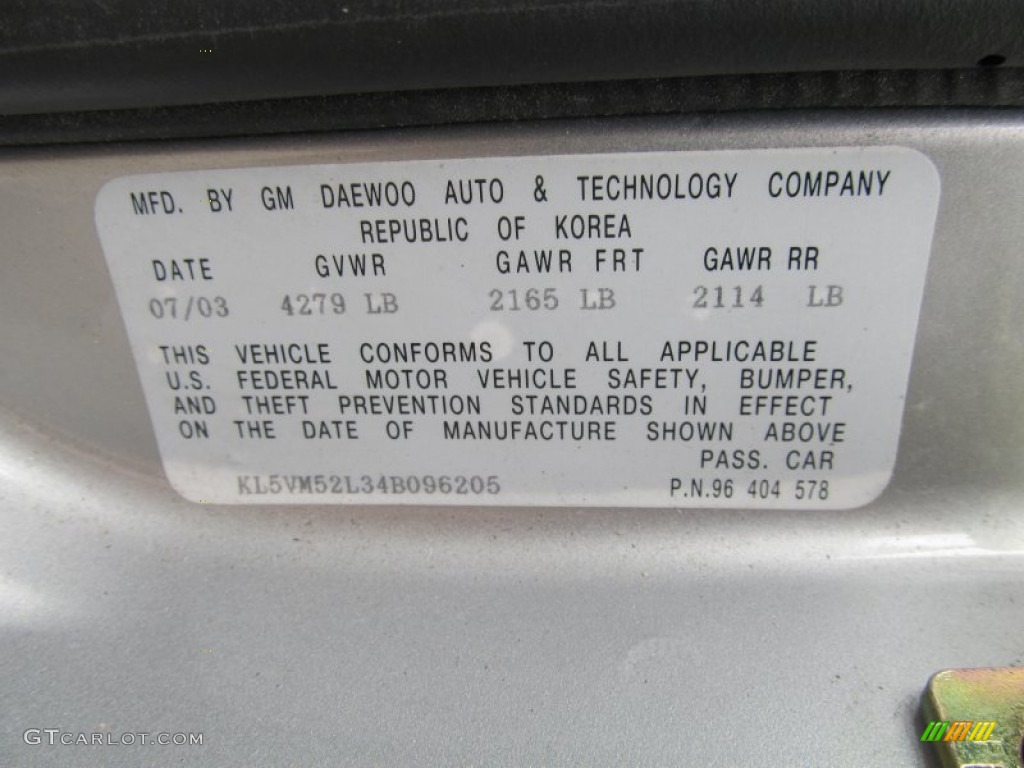 MFD. BY GM DAEWOO AUTO & TECHNOLOGY COMPANY
REPUBLIC OF KOREA
DATE GVWR GAWR FRT GAWR RR
07/03 4279 LB 2165 LB 2114 LB
THIS VEHICLE CONFORMS TO ALL APPLICABLE
U.S. FEDERAL MOTOR VEHICLE SAFETY, BUMPER,
AND THEFT PREVENTION STANDARDS IN EFFECT
ON THE DATE OF MANUFACTURE SHOWN ABOVE
PASS. CAR
KL5VM52L34B096205 P.N.96 404 578
GTCARLOT.COM